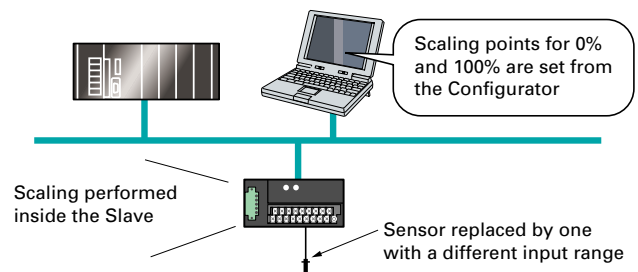 Scaling points for 0%
and 100% are set from
the Configurator
Scaling performed
inside the Slave
Sensor replaced by one
with a different input range